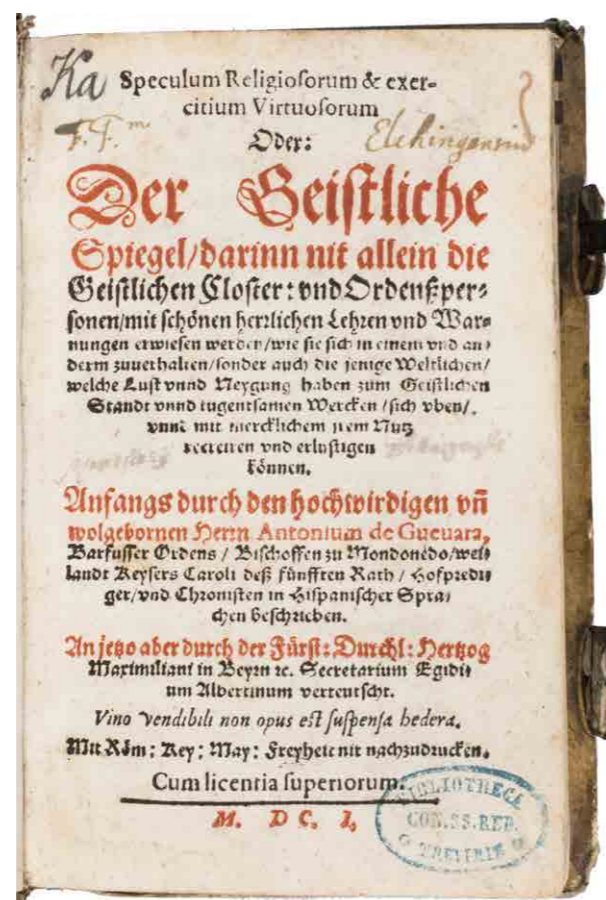 Ka
Speculum Religiosorum & exer-
citium Virtuosorum
F. F.m
Elchingensis
Oder:
Der Geistliche
Spiegel/darinn nit allein die
Geistlichen Closter: vnd Ordenßper-
sonen/mit schönen herrlichen Lehren vnd War-
nungen erwiesen werden/wie sie sich in einem vnd an-
derm zuuerhalten/sonder auch die jenige Weltlichen/
welche Lust vnnd Neygung haben zum Geistlichen
Standt vnnd tugentsamen Wercken/sich vben/
vnnd mit mercklichem jrem Nutz
recreiren vnd erlustigen
können.
Anfangs durch den hochwirdigen vñ
wolgebornen Herrn Antonium de Gueuara,
Barfusser Ordens/Bischoffen zu Mondonedo/wei-
landt Keysers Caroli deß fünfften Rath/Hofpredi-
ger/vnd Chronisten in Hispanischer Spra-
chen beschrieben.
An jetzo aber durch der Fürst: Durchl: Hertzog
Maximiliani in Beyrn ꝛc. Secretarium Egidi-
um Albertinum verteutscht.
Vino vendibili non opus est suspensa hedera.
Mit Röm: Key: May: Freyheit nit nachzudrucken.
Cum licentia superiorum.
M. D C. I.
BIBLIOTHECA
CON.SS.RED.
TREVIRIS